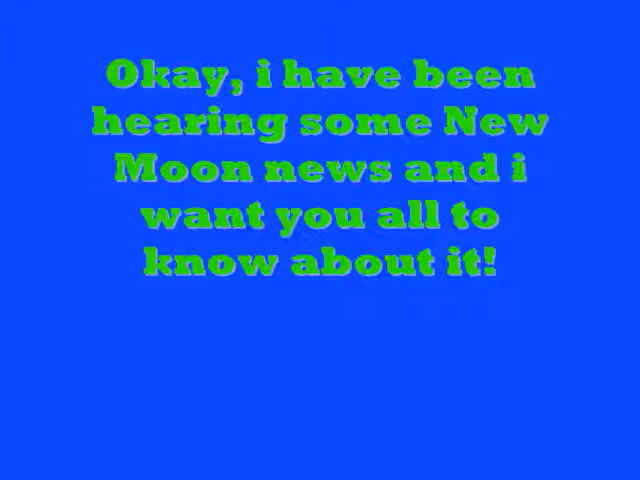 Okay, i have been
hearing some New
Moon news and i
want you all to
know about it!